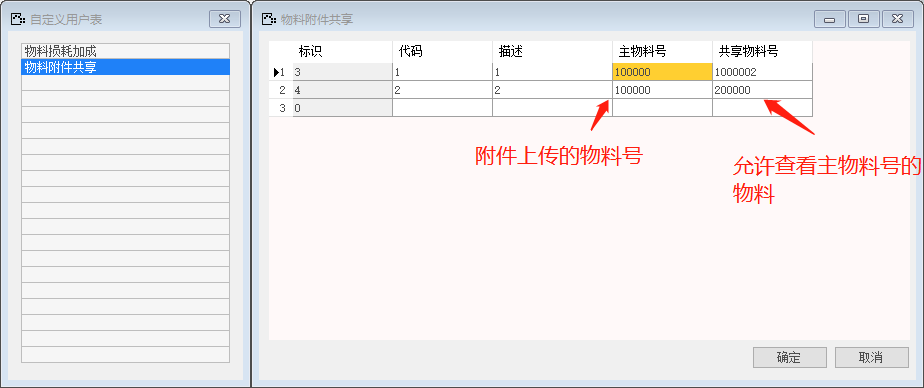 自定义用户表
物料损耗加成
物料附件共享
物料附件共享
标识 代码 描述 主物料号 共享物料号
1 3 1 1 100000 1000002
2 4 2 2 100000 200000
3 0
附件上传的物料号
允许查看主物料号的
物料
确定 取消